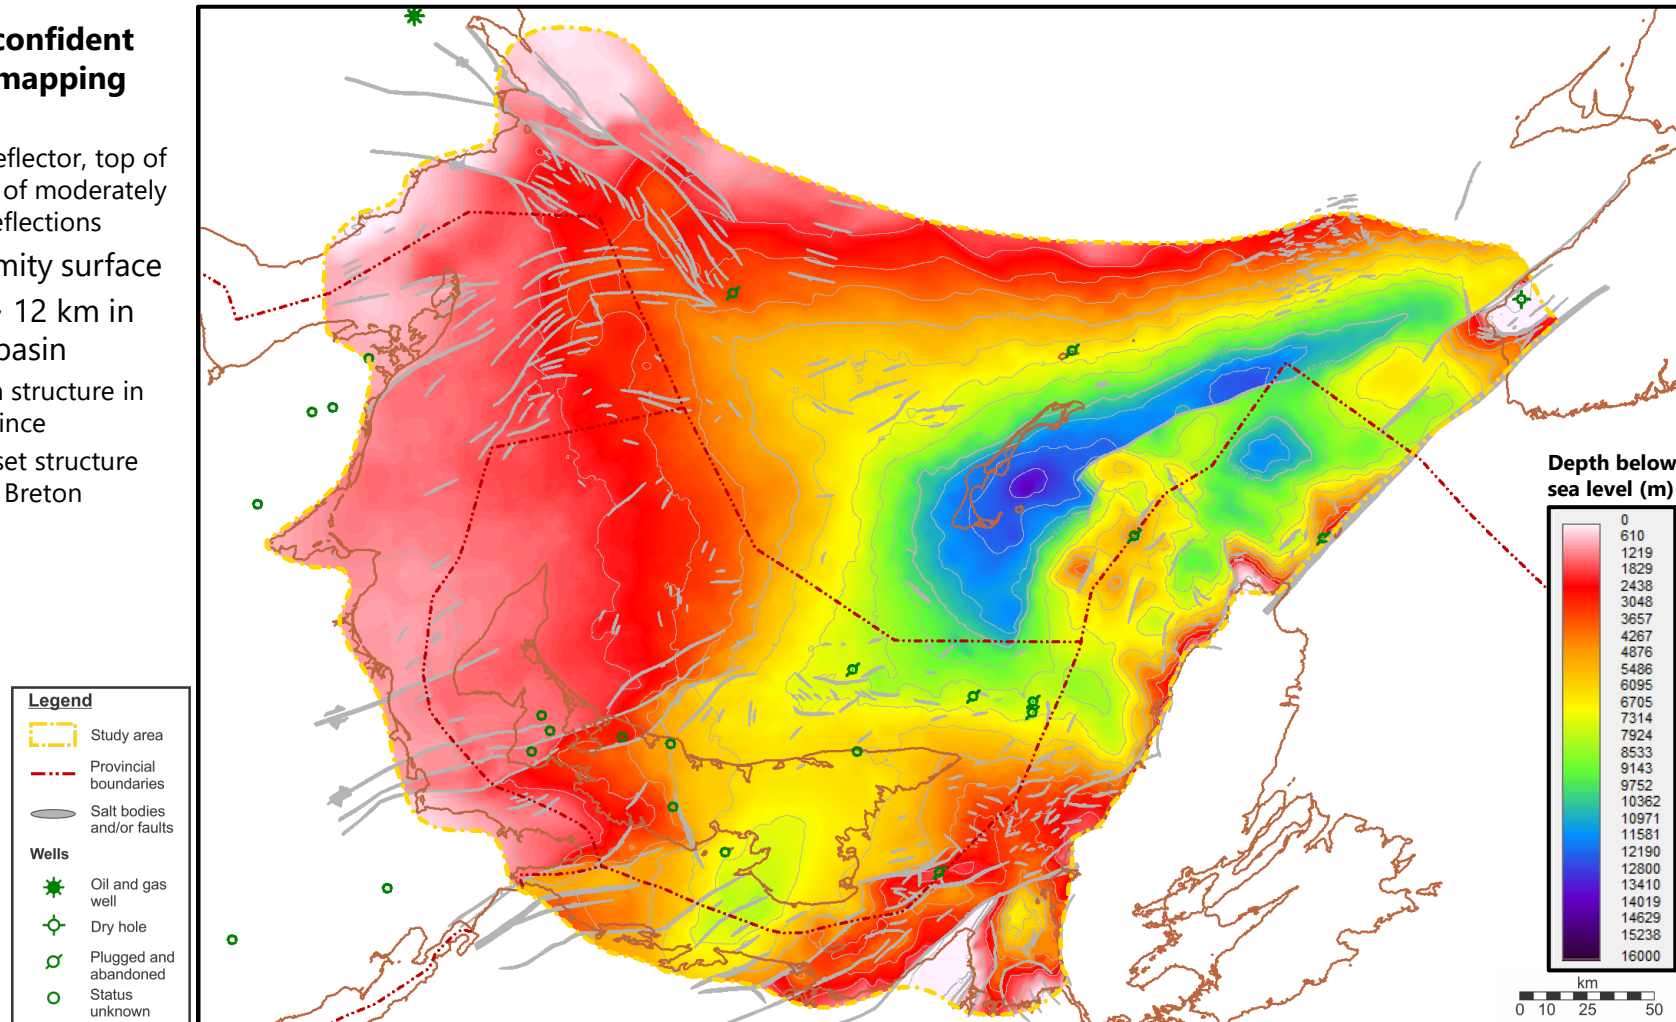 confident
mapping
eflector, top of
of moderately
eflections
mity surface
12 km in
basin
structure in
ince
set structure
Breton
Depth below
sea level (m)
0
610
1219
1829
2438
3048
3657
4267
4876
5486
6095
6705
7314
7924
8533
9143
9752
10362
10971
11581
12190
12800
13410
14019
14629
15238
16000
km
0 10 25 50
Legend
Study area
Provincial
boundaries
Salt bodies
and/or faults
Wells
Oil and gas
well
Dry hole
Plugged and
abandoned
Status
unknown